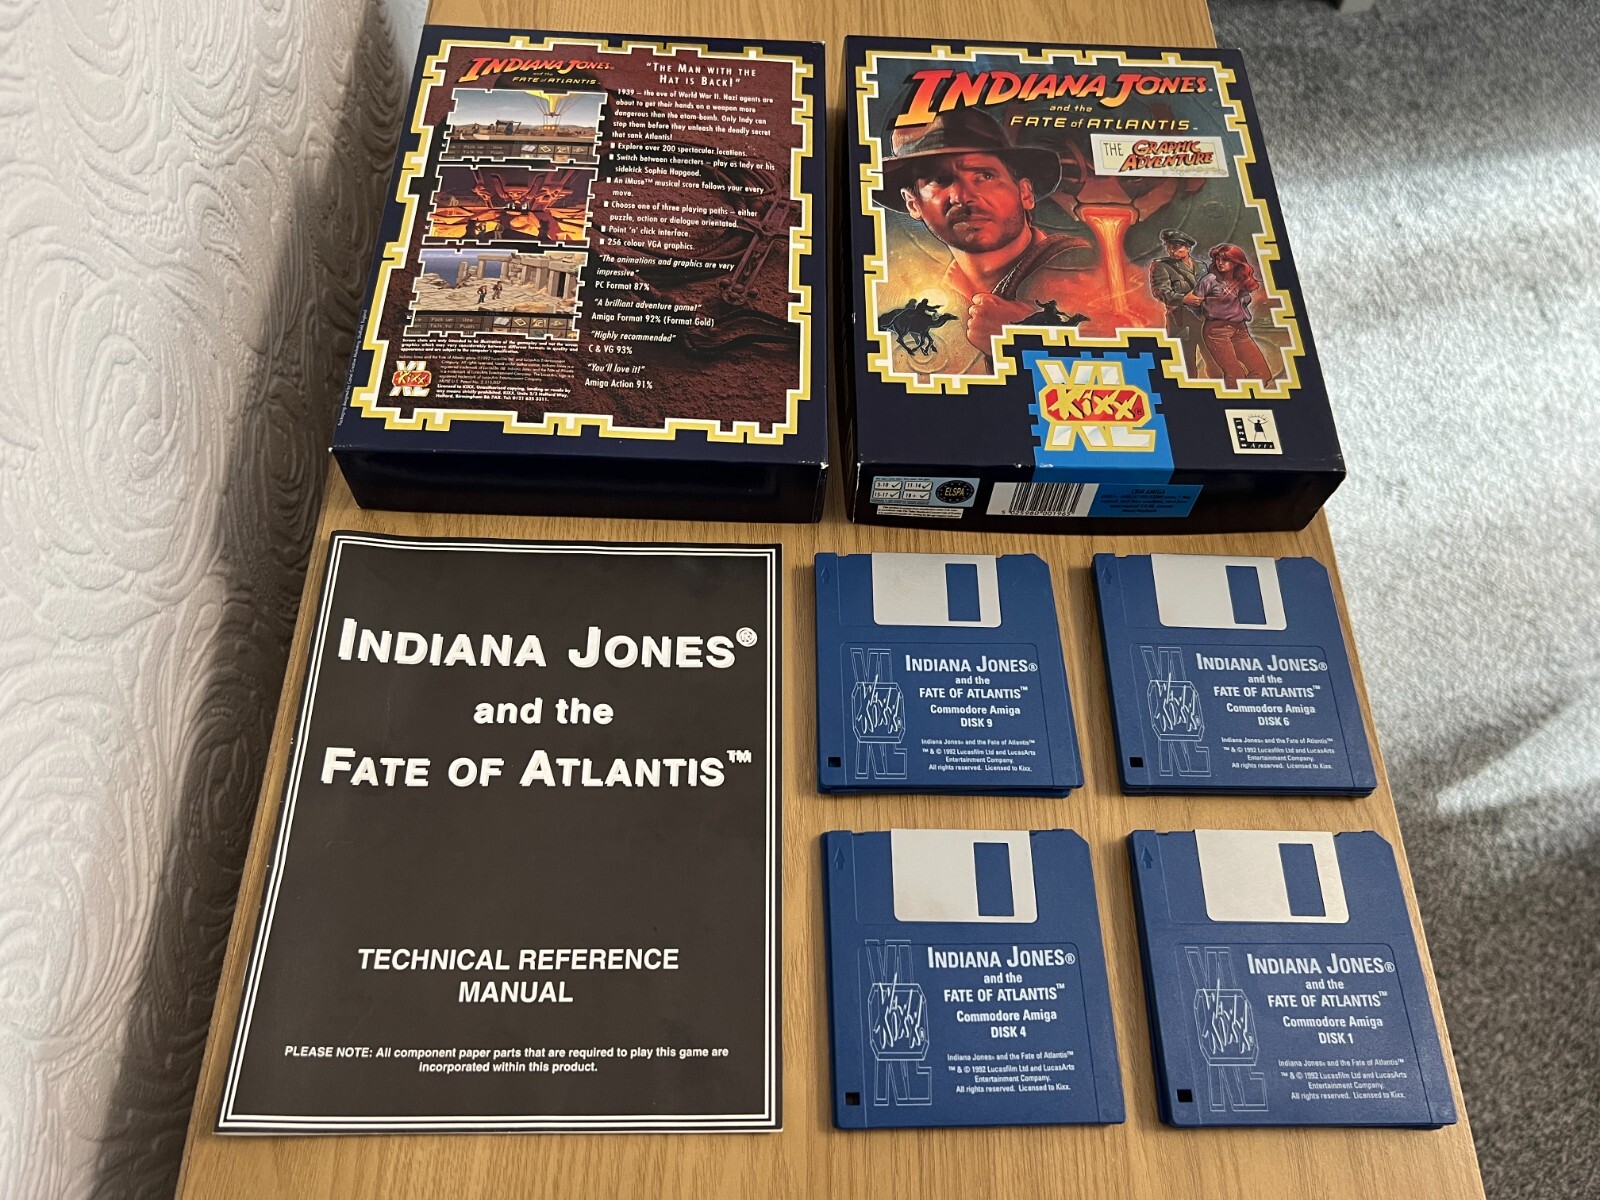 INDIANA JONES
and the
FATE of ATLANTIS
"THE MAN WITH THE
HAT IS BACK!"
1939 – the eve of World War II. Nazi agents are
about to get their hands on a weapon more
dangerous than the atom-bomb. Only Indy can
stop them before they unleash the deadly secret
that sank Atlantis!
Explore over 200 spectacular locations.
Switch between characters – play as Indy or his
sidekick Sophia Hapgood.
An iMuse™ musical score follows your every
move.
Choose one of three playing paths – either
puzzle, action or dialogue orientated.
Point 'n' click interface.
256 colour VGA graphics.
"The animations and graphics are very
impressive"
PC Format 87%
"A brilliant adventure game!"
Amiga Format 92% (Format Gold)
"Highly recommended"
C & VG 93%
"You'll love it!"
Amiga Action 91%
XL
Kixx
INDIANA JONES
and the
FATE of ATLANTIS
THE GRAPHIC
ADVENTURE
XL
Kixx®
XL
LUCAS
Arts
5-10
11-14
15-17
18+
ELSPA
CBM AMIGA
INDIANA JONES®
and the
FATE OF ATLANTIS™
TECHNICAL REFERENCE
MANUAL
PLEASE NOTE: All component paper parts that are required to play this game are
incorporated within this product.
INDIANA JONES®
and the
FATE OF ATLANTIS™
Commodore Amiga
DISK 9
Indiana Jones® and the Fate of Atlantis™
™ & © 1992 Lucasfilm Ltd and LucasArts
Entertainment Company.
All rights reserved. Licensed to Kixx.
INDIANA JONES®
and the
FATE OF ATLANTIS™
Commodore Amiga
DISK 6
Indiana Jones® and the Fate of Atlantis™
™ & © 1992 Lucasfilm Ltd and LucasArts
Entertainment Company.
All rights reserved. Licensed to Kixx.
INDIANA JONES®
and the
FATE OF ATLANTIS™
Commodore Amiga
DISK 4
Indiana Jones® and the Fate of Atlantis™
™ & © 1992 Lucasfilm Ltd and LucasArts
Entertainment Company.
All rights reserved. Licensed to Kixx.
INDIANA JONES®
and the
FATE OF ATLANTIS™
Commodore Amiga
DISK 1
Indiana Jones® and the Fate of Atlantis™
™ & © 1992 Lucasfilm Ltd and LucasArts
Entertainment Company.
All rights reserved. Licensed to Kixx.